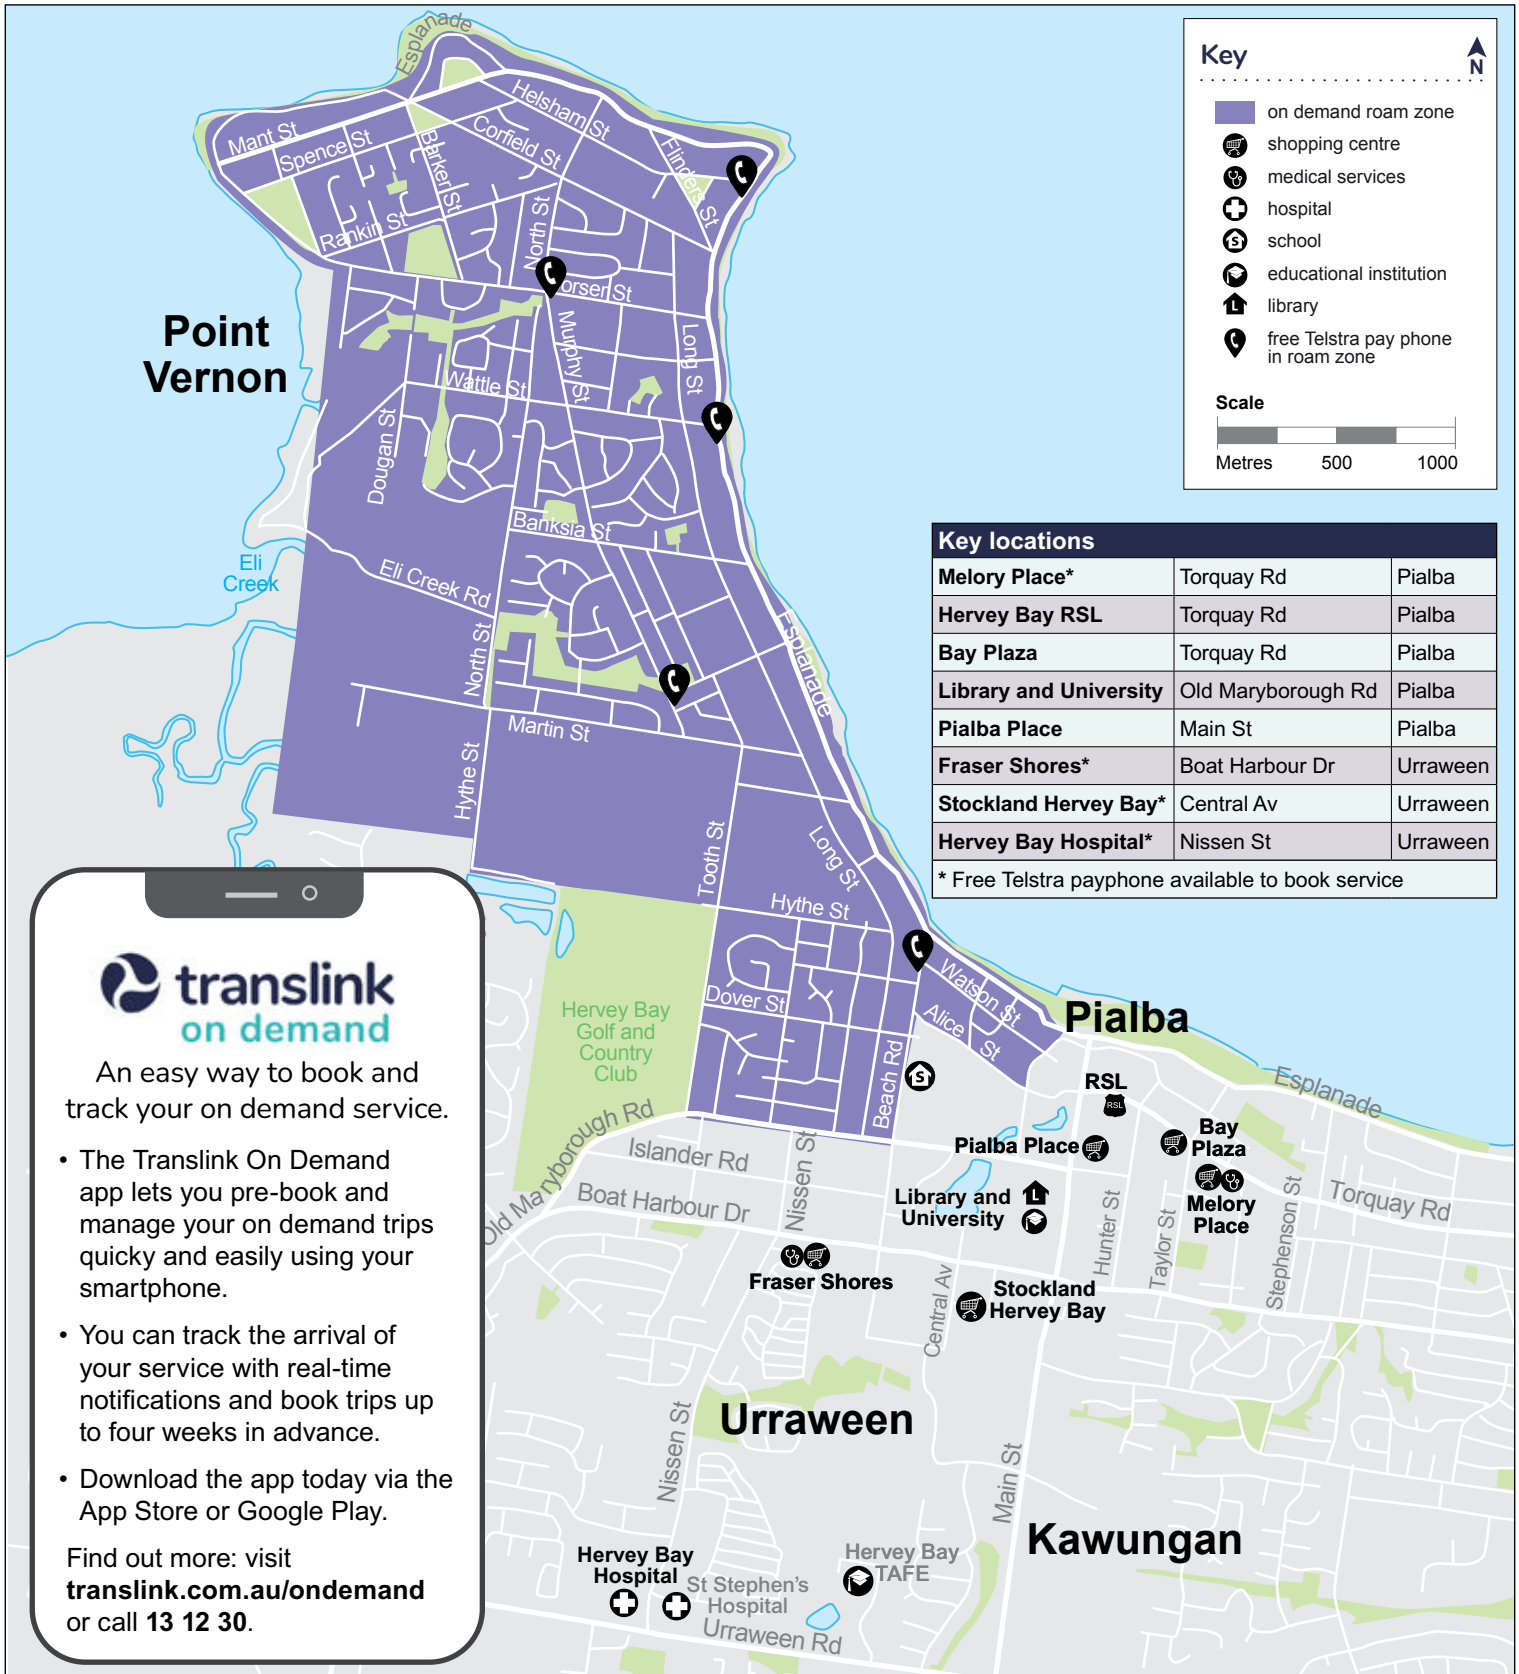 Esplanade
Mant St
Spence St
Barker St
Rankin St
Helsham St
Corfield St
Flinders St
North St
orser St
Point
Vernon
Murphy St
Long St
Wattle St
Dougan St
Banksia St
Eli
Creek
Eli Creek Rd
North St
Esplanade
Martin St
Hythe St
Tooth St
Long St
Hythe St
Watson St
Alice St
Dover St
Beach Rd
Hervey Bay
Golf and
Country
Club
Pialba
RSL
RSL
Esplanade
Bay
Plaza
Pialba Place
Melory
Place
Torquay Rd
Library and
University
L
S
Old Maryborough Rd
Islander Rd
Boat Harbour Dr
Nissen St
Hunter St
Taylor St
Stephenson St
Fraser Shores
Stockland
Hervey Bay
Central Av
Urraween
Nissen St
Main St
Kawungan
Hervey Bay
Hospital
St Stephen's
Hospital
Hervey Bay
TAFE
Urraween Rd
Key
N
on demand roam zone
shopping centre
medical services
hospital
S school
educational institution
L library
free Telstra pay phone
in roam zone
Scale
Metres 500 1000
Key locations
Melory Place* Torquay Rd Pialba
Hervey Bay RSL Torquay Rd Pialba
Bay Plaza Torquay Rd Pialba
Library and University Old Maryborough Rd Pialba
Pialba Place Main St Pialba
Fraser Shores* Boat Harbour Dr Urraween
Stockland Hervey Bay* Central Av Urraween
Hervey Bay Hospital* Nissen St Urraween
* Free Telstra payphone available to book service
translink
on demand
An easy way to book and
track your on demand service.
• The Translink On Demand
app lets you pre-book and
manage your on demand trips
quicky and easily using your
smartphone.
• You can track the arrival of
your service with real-time
notifications and book trips up
to four weeks in advance.
• Download the app today via the
App Store or Google Play.
Find out more: visit
translink.com.au/ondemand
or call 13 12 30.